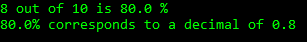 8 out of 10 is 80.0 %
80.0% corresponds to a decimal of 0.8